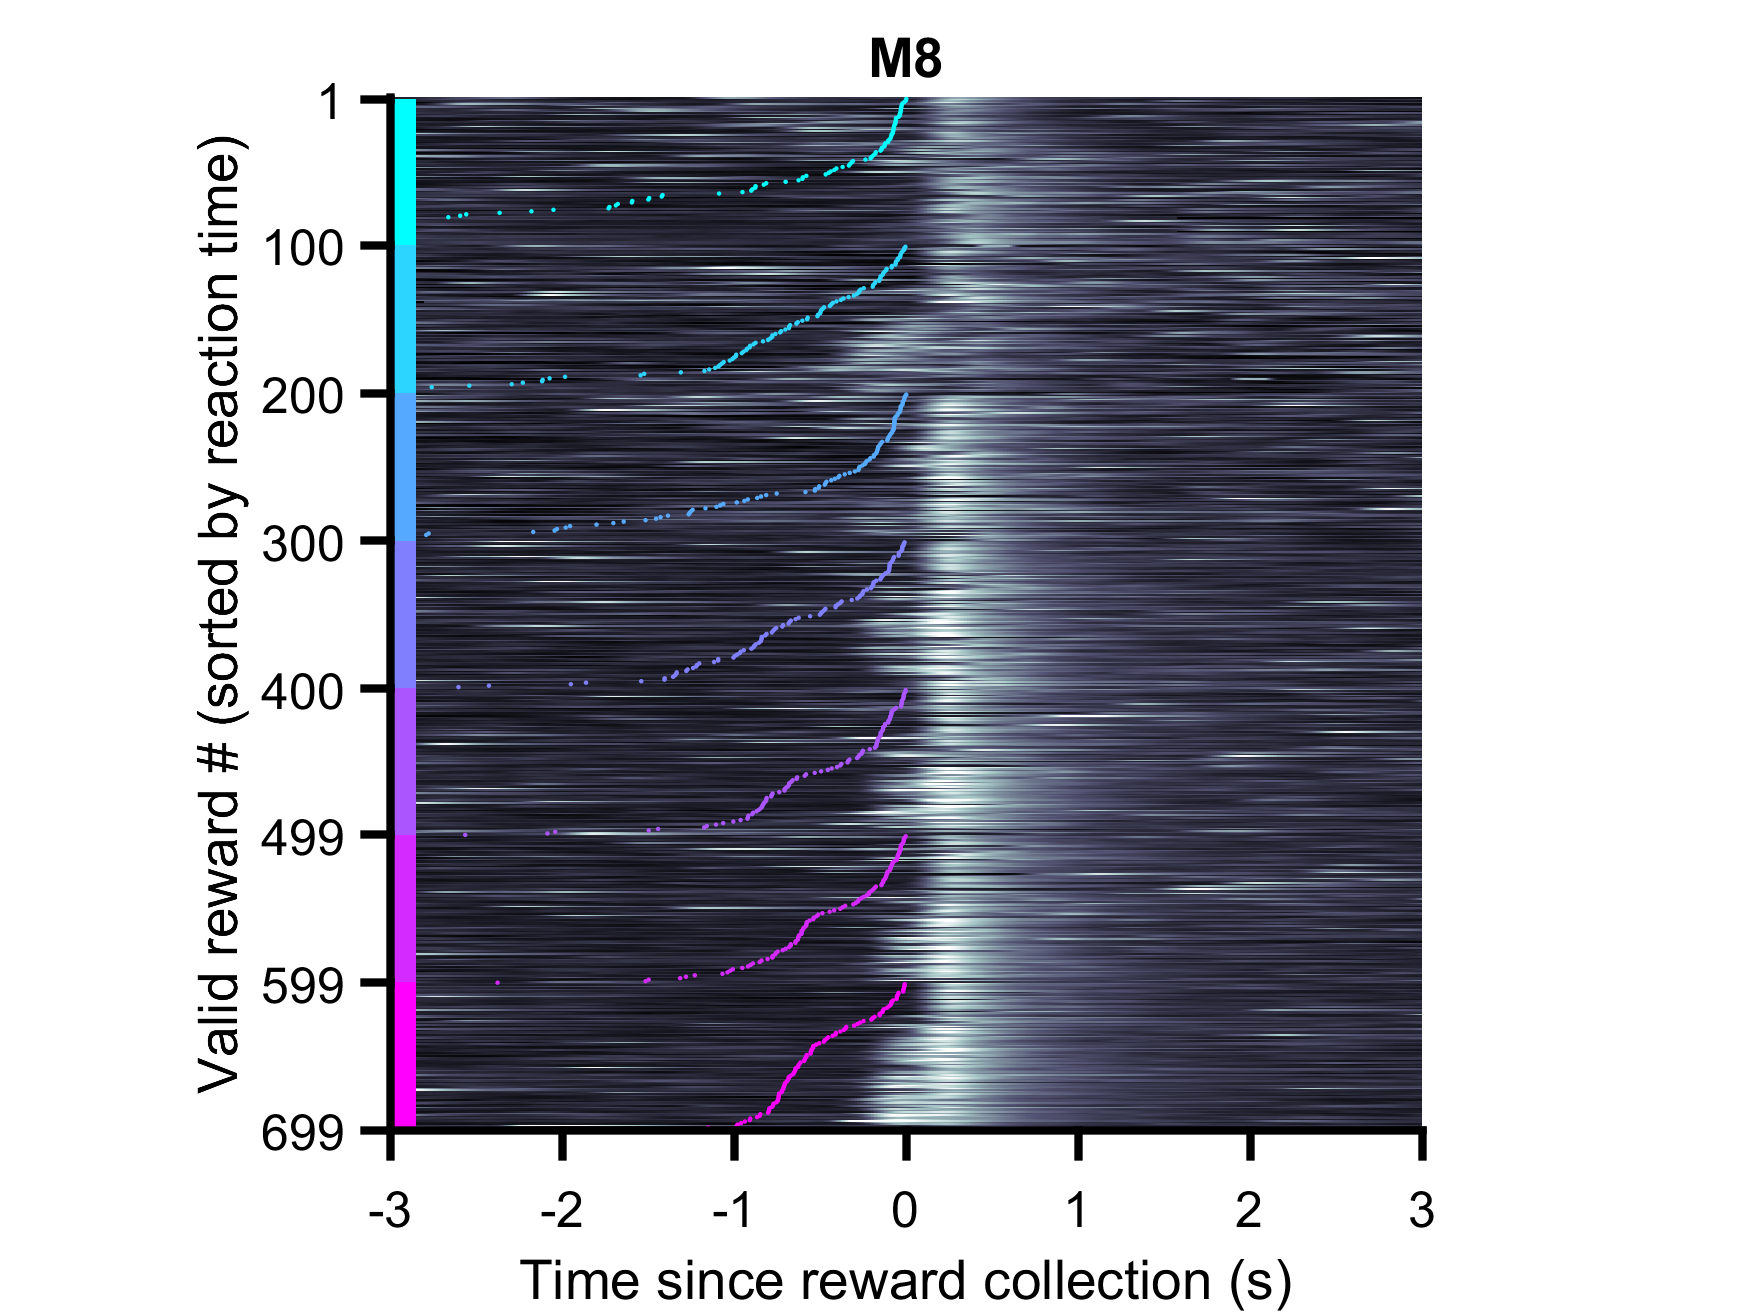 M8
Valid reward # (sorted by reaction time)
1
100
200
300
400
499
599
699
-3 -2 -1 0 1 2 3
Time since reward collection (s)